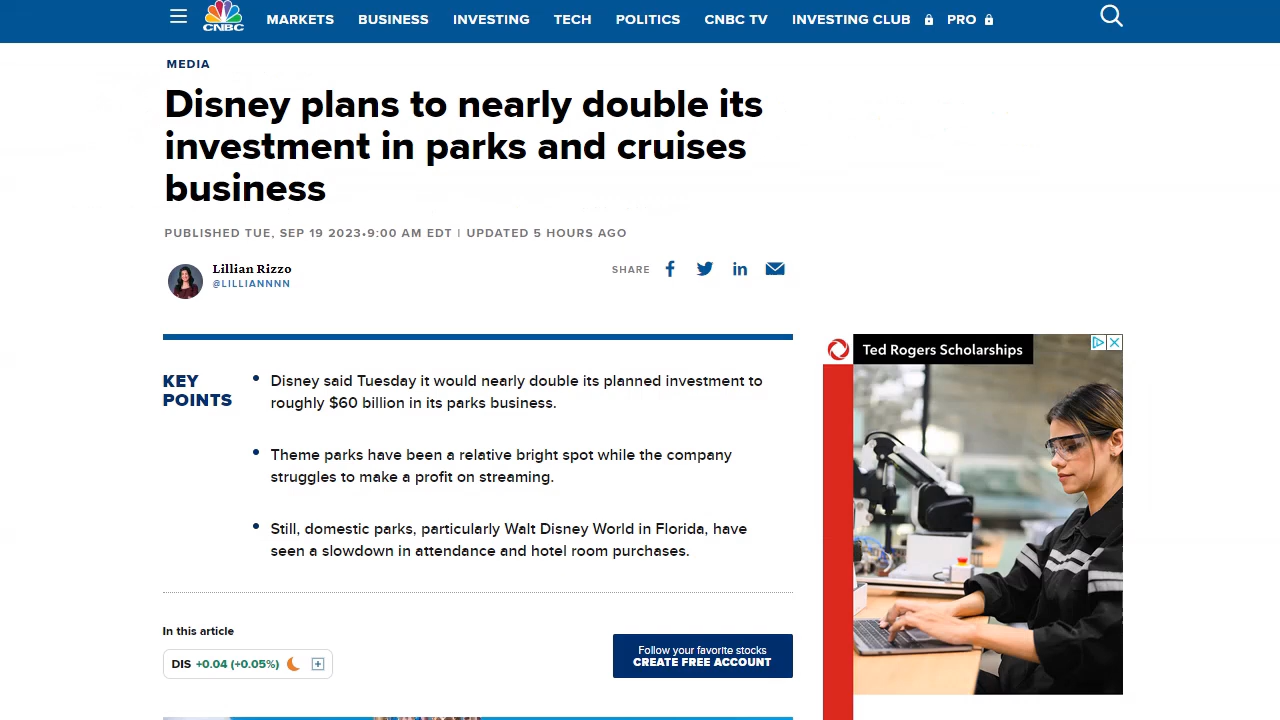 CNBC
MARKETS BUSINESS INVESTING TECH POLITICS CNBC TV INVESTING CLUB PRO
MEDIA
Disney plans to nearly double its
investment in parks and cruises
business
PUBLISHED TUE, SEP 19 2023•9:00 AM EDT | UPDATED 5 HOURS AGO
Lillian Rizzo
@LILLIANNNN
SHARE
KEY
POINTS
Disney said Tuesday it would nearly double its planned investment to
roughly $60 billion in its parks business.
Theme parks have been a relative bright spot while the company
struggles to make a profit on streaming.
Still, domestic parks, particularly Walt Disney World in Florida, have
seen a slowdown in attendance and hotel room purchases.
In this article
DIS +0.04 (+0.05%)
Follow your favorite stocks
CREATE FREE ACCOUNT
Ted Rogers Scholarships